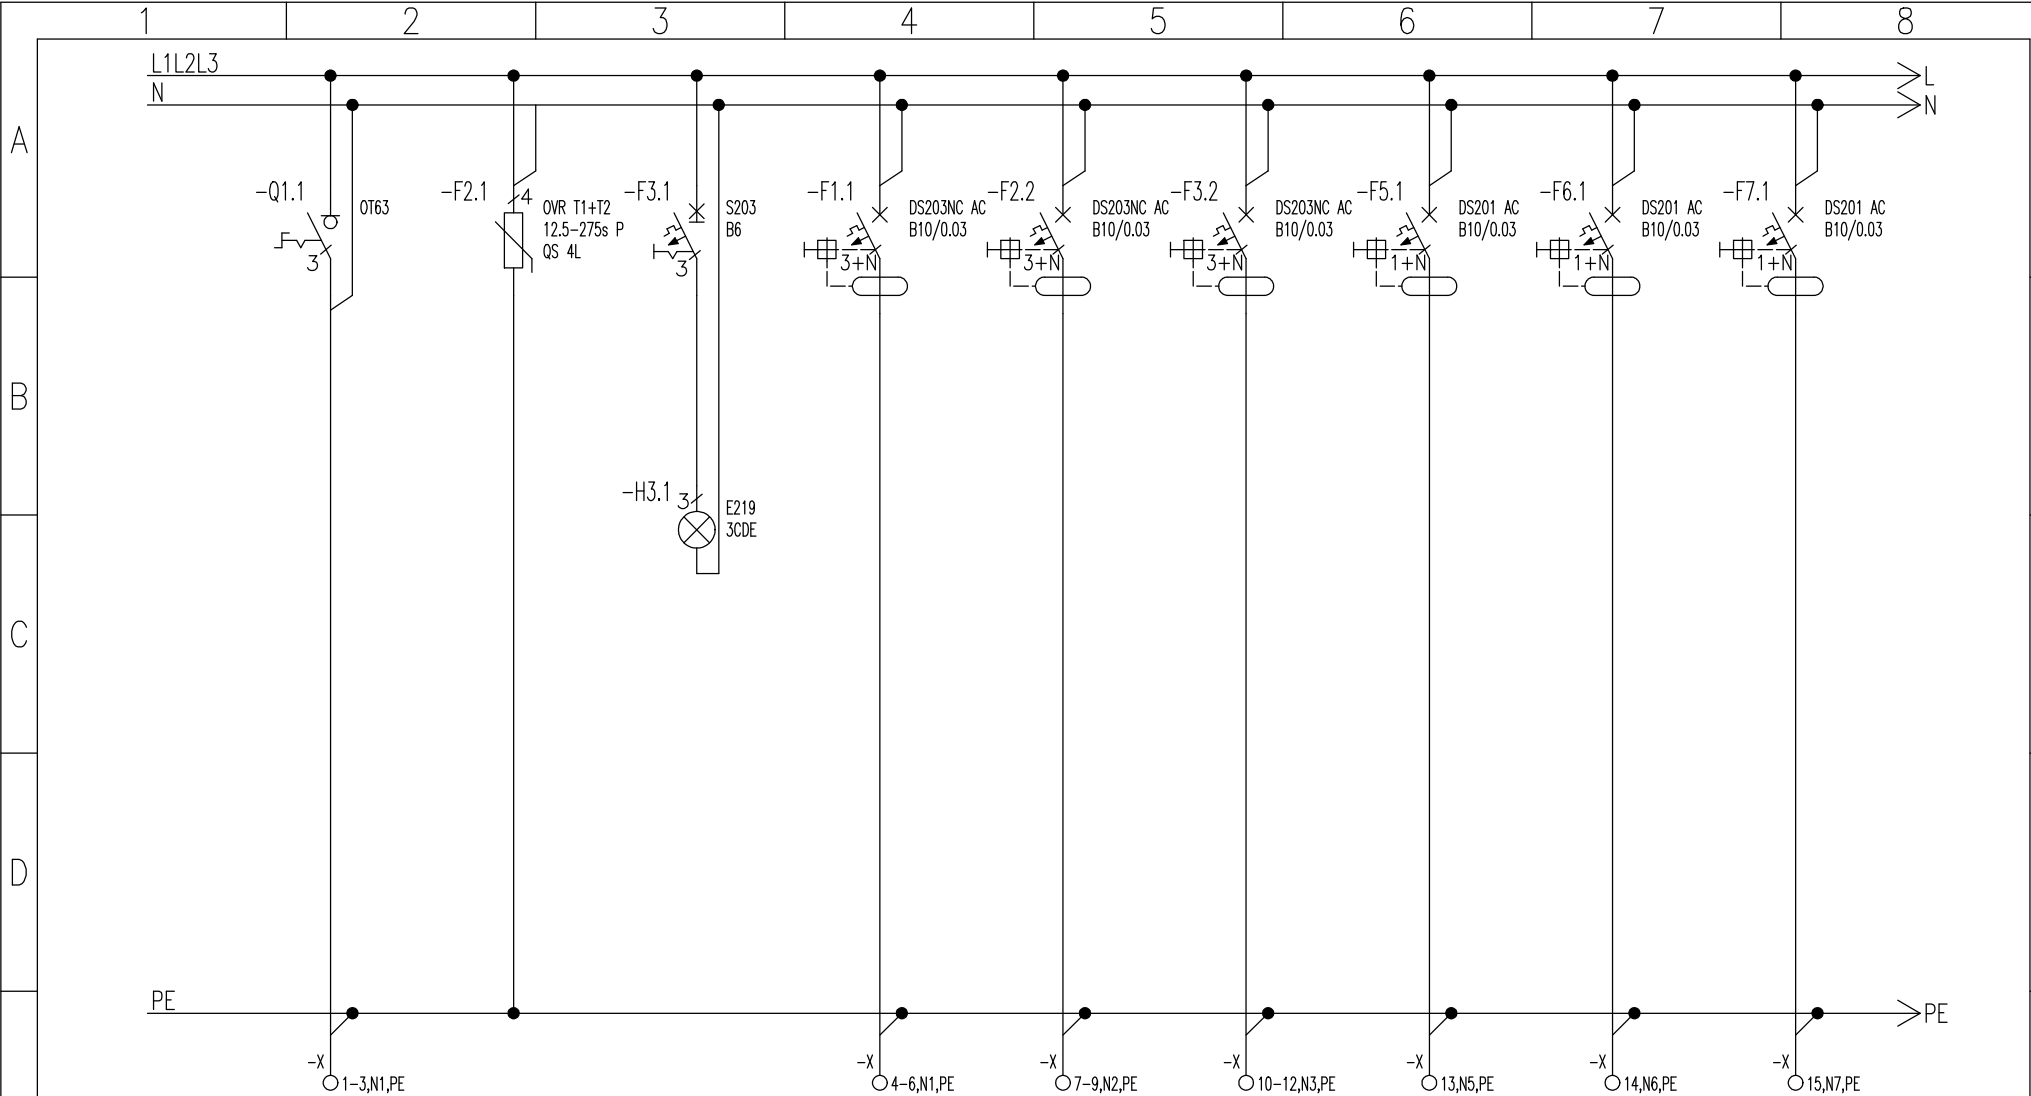 1 2 3 4 5 6 7 8
L1L2L3
L
N
N
A
-Q1.1
OT63
3
-F2.1
4
OVR T1+T2
12.5-275s P
QS 4L
-F3.1
S203
B6
3
-F1.1
DS203NC AC
B10/0.03
3+N
-F2.2
DS203NC AC
B10/0.03
3+N
-F3.2
DS203NC AC
B10/0.03
3+N
-F5.1
DS201 AC
B10/0.03
1+N
-F6.1
DS201 AC
B10/0.03
1+N
-F7.1
DS201 AC
B10/0.03
1+N
B
-H3.1
3
E219
3CDE
C
D
PE
PE
-X
1-3,N1,PE
-X
4-6,N1,PE
-X
7-9,N2,PE
-X
10-12,N3,PE
-X
13,N5,PE
-X
14,N6,PE
-X
15,N7,PE